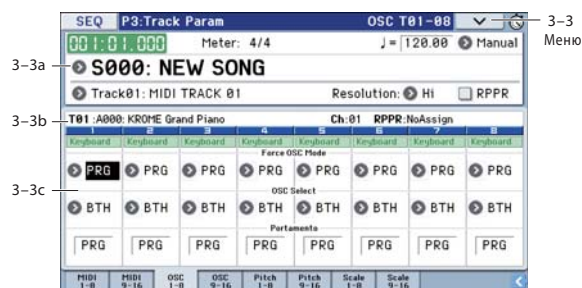 SEQ P3:Track Param OSC T01-08
3-3
Меню
001:01.000 Meter: 4/4 ♩= 120.00 Manual
3-3a S000: NEW SONG
Track01: MIDI TRACK 01 Resolution: Hi RPPR
3-3b T01 :A000: KROME Grand Piano Ch:01 RPPR:NoAssign
1 2 3 4 5 6 7 8
Keyboard Keyboard Keyboard Keyboard Keyboard Keyboard Keyboard Keyboard
Force OSC Mode
PRG PRG PRG PRG PRG PRG PRG PRG
3-3c
OSC Select
BTH BTH BTH BTH BTH BTH BTH BTH
Portamento
PRG PRG PRG PRG PRG PRG PRG PRG
MIDI 1-8 MIDI 9-16 OSC 1-8 OSC 9-16 Pitch 1-8 Pitch 9-16 Scale 1-8 Scale 9-16